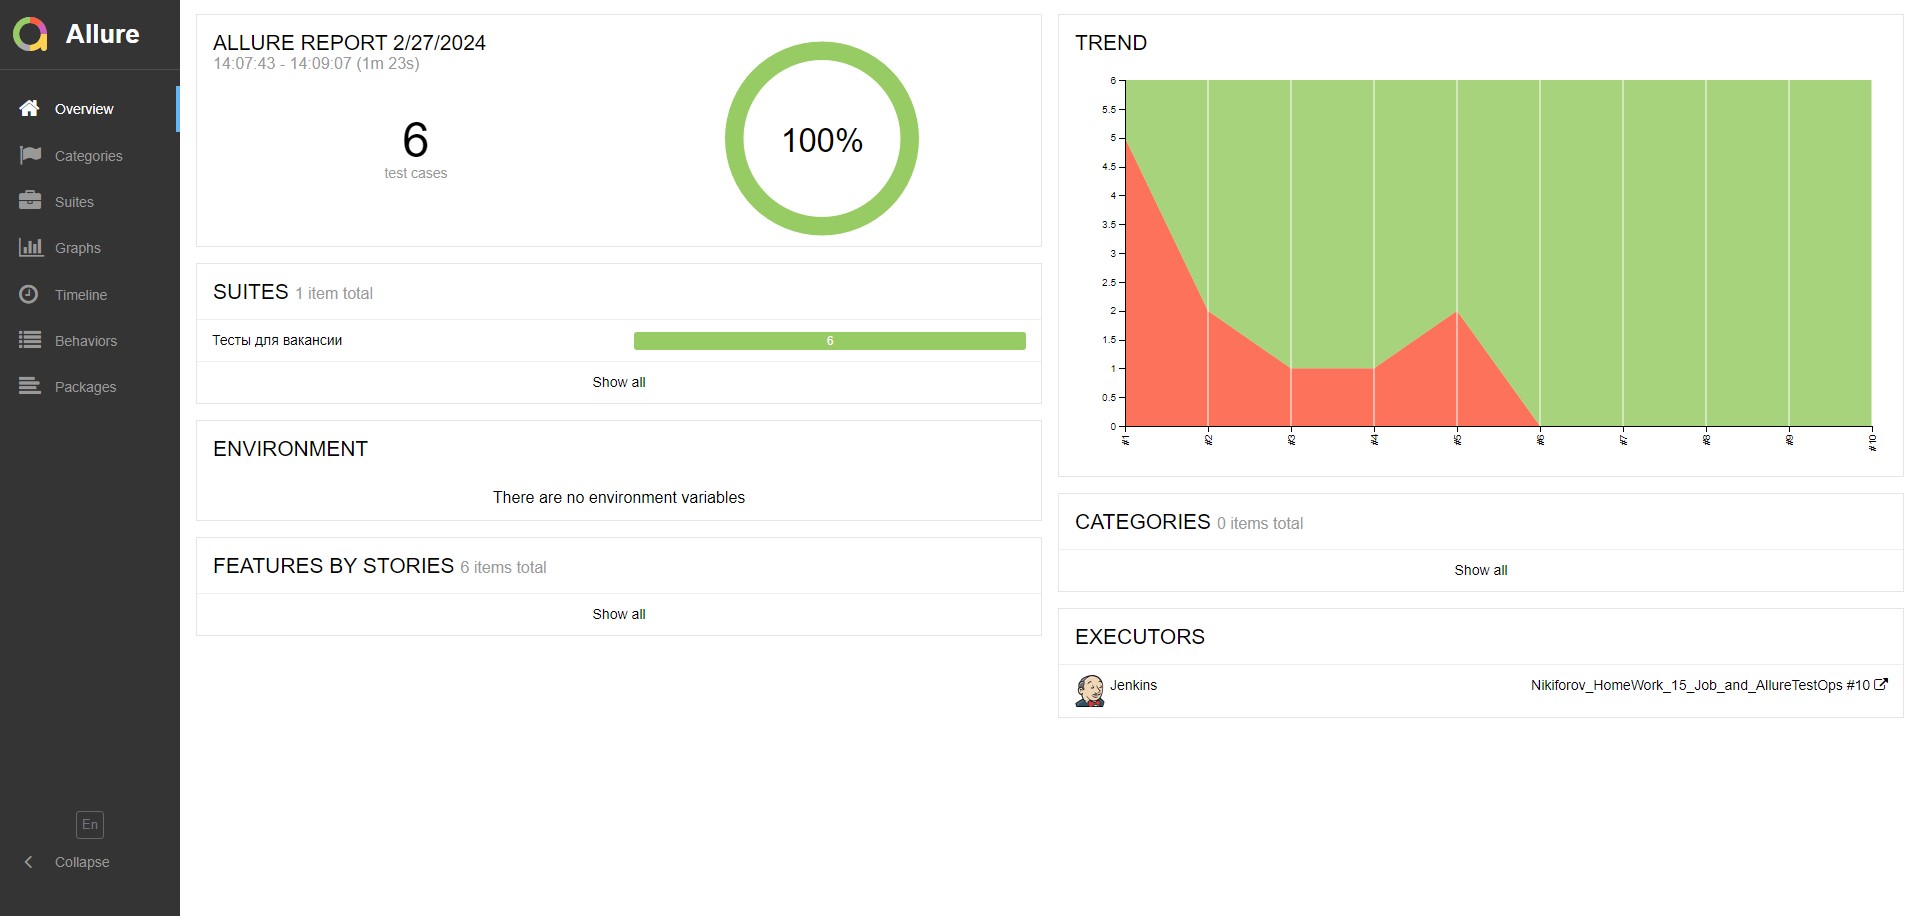 Allure
Overview
Categories
Suites
Graphs
Timeline
Behaviors
Packages
En
Collapse
ALLURE REPORT 2/27/2024
14:07:43 - 14:09:07 (1m 23s)
6
test cases
100%
SUITES 1 item total
Тесты для вакансии 6
Show all
ENVIRONMENT
There are no environment variables
FEATURES BY STORIES 6 items total
Show all
TREND
6
5.5
5
4.5
4
3.5
3
2.5
2
1.5
1
0.5
0
#1 #2 #3 #4 #5 #6 #7 #8 #9 #10
CATEGORIES 0 items total
Show all
EXECUTORS
Jenkins Nikiforov_HomeWork_15_Job_and_AllureTestOps #10